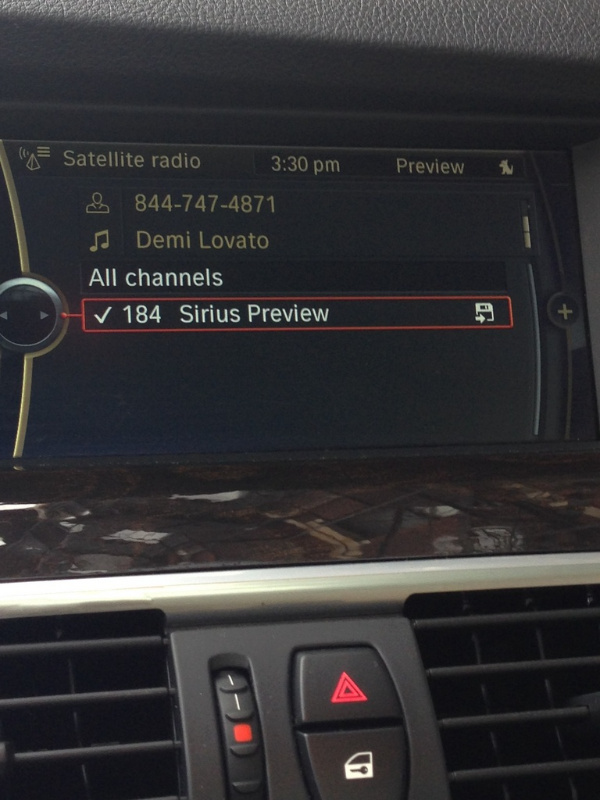 Satellite radio 3:30 pm Preview
844-747-4871
Demi Lovato
All channels
184 Sirius Preview